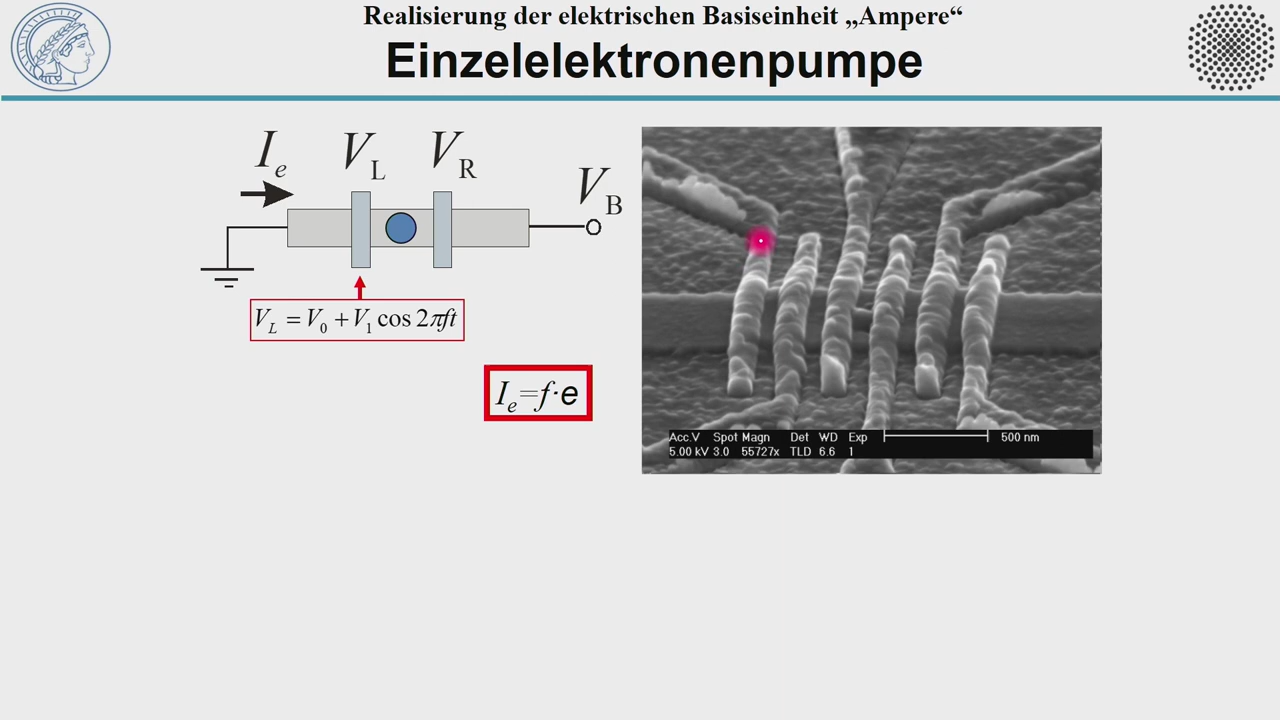 Realisierung der elektrischen Basiseinheit „Ampere“
Einzelelektronenpumpe
I_e
V_L
V_R
V_B
V_L = V_0 + V_1 cos 2πft
I_e=f·e
Acc.V Spot Magn Det WD Exp 500 nm
5.00 kV 3.0 55727x TLD 6.6 1